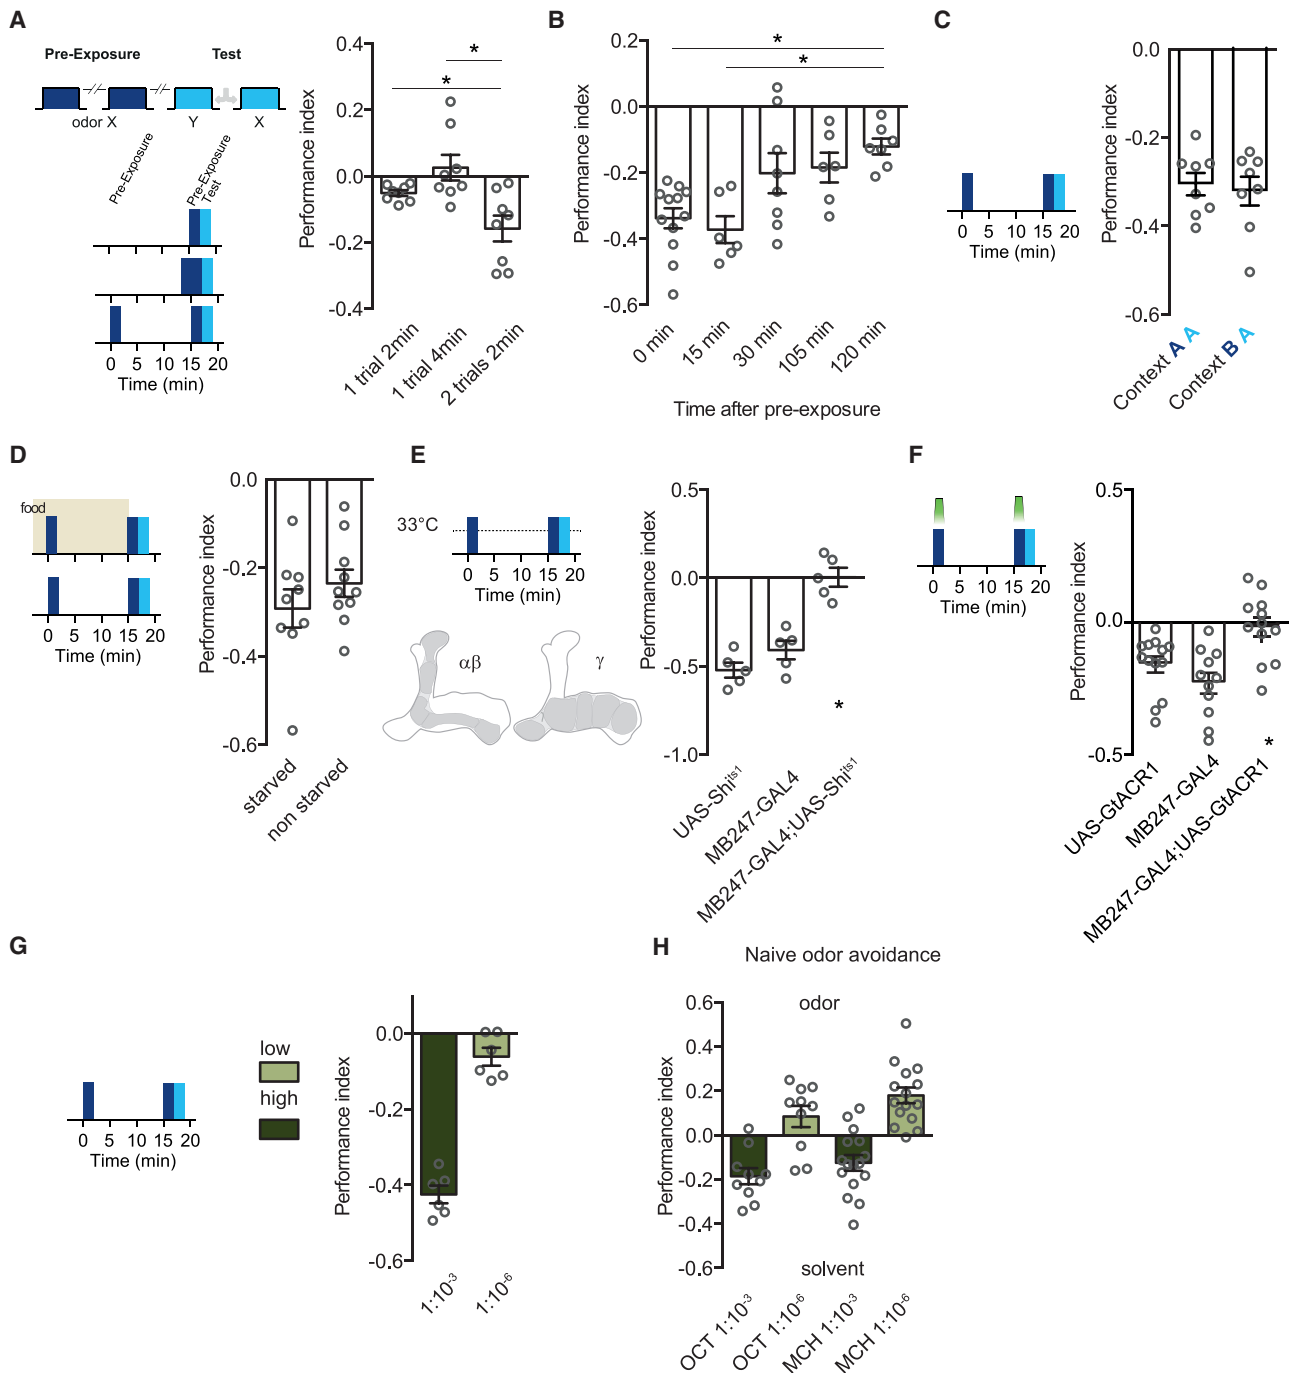 A
Pre-Exposure
Test
odor X
Y
X
Pre-Exposure
Pre-Exposure
Test
0 5 10 15 20
Time (min)
Performance index
0.4
0.2
0.0
-0.2
-0.4
*
*
1 trial 2min
1 trial 4min
2 trials 2min
B
Performance index
0.2
0.0
-0.2
-0.4
-0.6
*
*
0 min
15 min
30 min
105 min
120 min
Time after pre-exposure
C
0 5 10 15 20
Time (min)
Performance index
0.0
-0.2
-0.4
-0.6
Context A A
Context B A
D
food
0 5 10 15 20
Time (min)
Performance index
0.0
-0.2
-0.4
-0.6
starved
non starved
E
33°C
0 5 10 15 20
Time (min)
αβ
γ
Performance index
0.5
0.0
-0.5
-1.0
*
UAS-Shiᵗˢ¹
MB247-GAL4
MB247-GAL4;UAS-Shiᵗˢ¹
F
0 5 10 15 20
Time (min)
Performance index
0.5
0.0
-0.5
*
UAS-GtACR1
MB247-GAL4
MB247-GAL4;UAS-GtACR1
G
0 5 10 15 20
Time (min)
low
high
Performance index
0.0
-0.2
-0.4
-0.6
1:10⁻³
1:10⁻⁶
H
Naive odor avoidance
odor
Performance index
0.6
0.4
0.2
0.0
-0.2
-0.4
-0.6
solvent
OCT 1:10⁻³
OCT 1:10⁻⁶
MCH 1:10⁻³
MCH 1:10⁻⁶